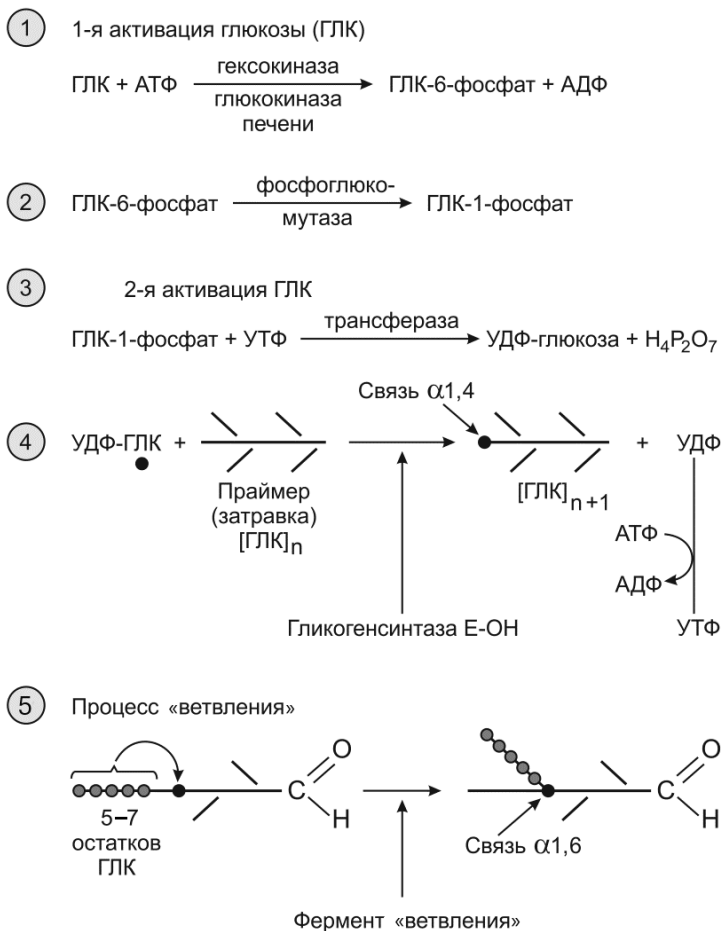 1 1-я активация глюкозы (ГЛК)
гексокиназа
ГЛК + АТФ ГЛК-6-фосфат + АДФ
глюкокиназа
печени
2 ГЛК-6-фосфат фосфоглюко- ГЛК-1-фосфат
мутаза
3 2-я активация ГЛК
ГЛК-1-фосфат + УТФ трансфераза УДФ-глюкоза + H₄P₂O₇
Связь α1,4
4 УДФ-ГЛК + + УДФ
Праймер
(затравка)
[ГЛК]n
[ГЛК]n+1
АТФ
АДФ
Гликогенсинтаза Е-ОН УТФ
5 Процесс «ветвления»
O O
C C
H H
5–7
остатков
ГЛК
Связь α1,6
Фермент «ветвления»